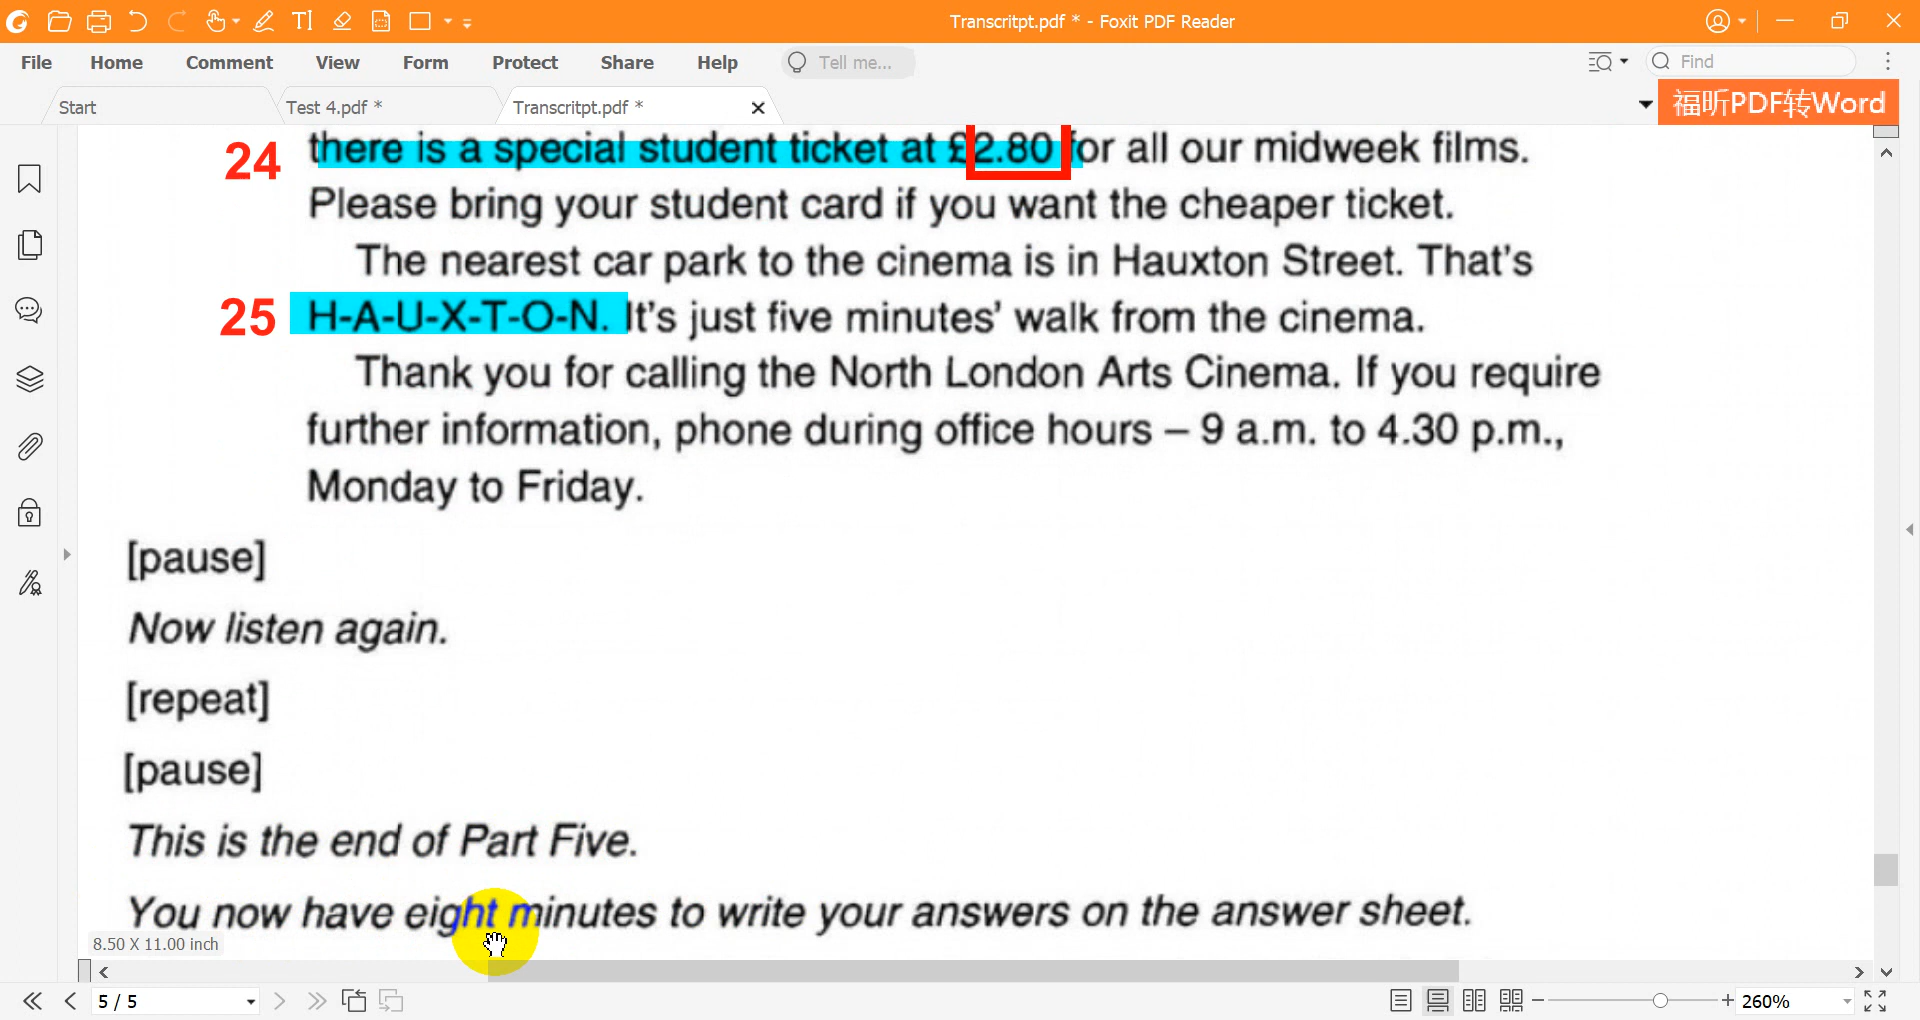 Transcritpt.pdf * - Foxit PDF Reader
File Home Comment View Form Protect Share Help Tell me... Find
Start Test 4.pdf * Transcritpt.pdf * 福昕PDF转Word
24 there is a special student ticket at £2.80 for all our midweek films.
Please bring your student card if you want the cheaper ticket.
The nearest car park to the cinema is in Hauxton Street. That's
25 H-A-U-X-T-O-N. It's just five minutes' walk from the cinema.
Thank you for calling the North London Arts Cinema. If you require
further information, phone during office hours – 9 a.m. to 4.30 p.m.,
Monday to Friday.
[pause]
Now listen again.
[repeat]
[pause]
This is the end of Part Five.
You now have eight minutes to write your answers on the answer sheet.
8.50 X 11.00 inch
5 / 5 260%